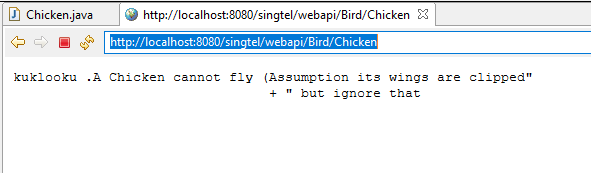 Chicken.java
http://localhost:8080/singtel/webapi/Bird/Chicken
http://localhost:8080/singtel/webapi/Bird/Chicken
kuklooku .A Chicken cannot fly (Assumption its wings are clipped"
+ " but ignore that